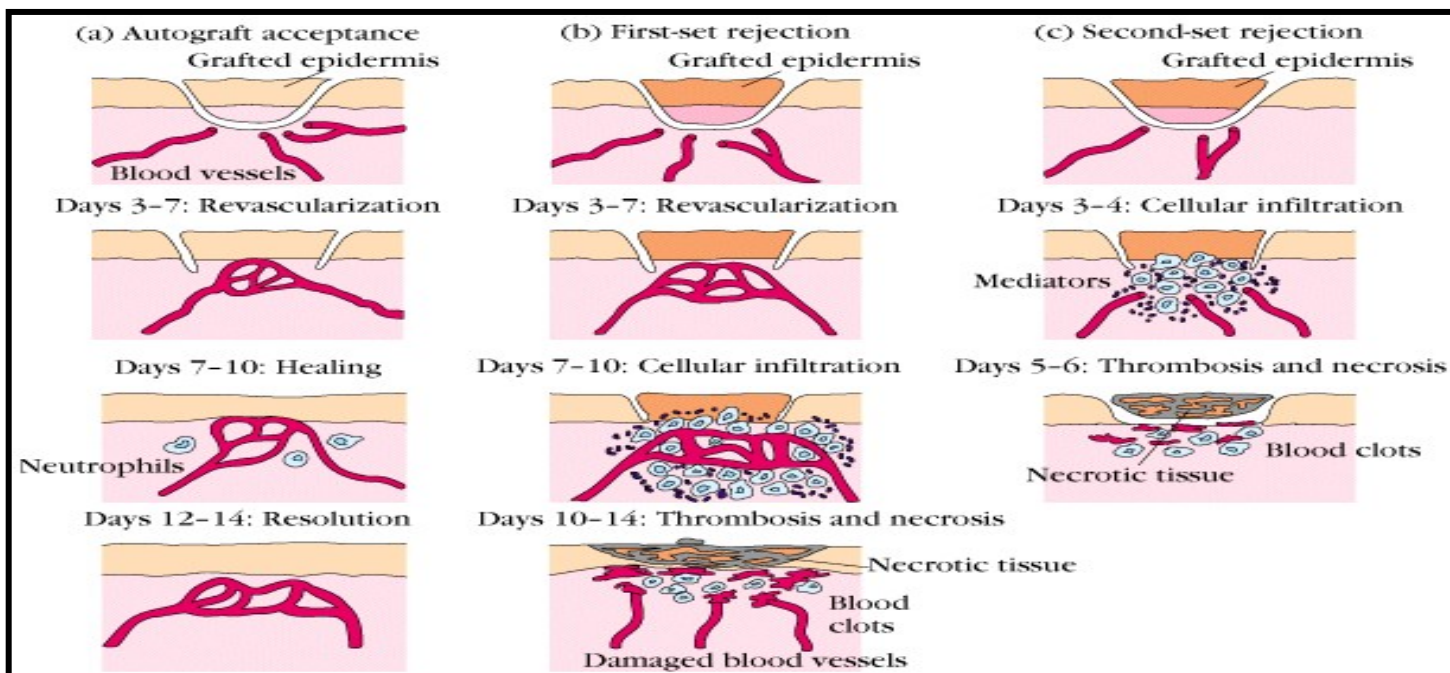 (a) Autograft acceptance
Grafted epidermis
Blood vessels
Days 3–7: Revascularization
Days 7–10: Healing
Neutrophils
Days 12–14: Resolution
(b) First-set rejection
Grafted epidermis
Days 3–7: Revascularization
Days 7–10: Cellular infiltration
Days 10–14: Thrombosis and necrosis
Necrotic tissue
Blood
clots
Damaged blood vessels
(c) Second-set rejection
Grafted epidermis
Days 3–4: Cellular infiltration
Mediators
Days 5–6: Thrombosis and necrosis
Blood clots
Necrotic tissue